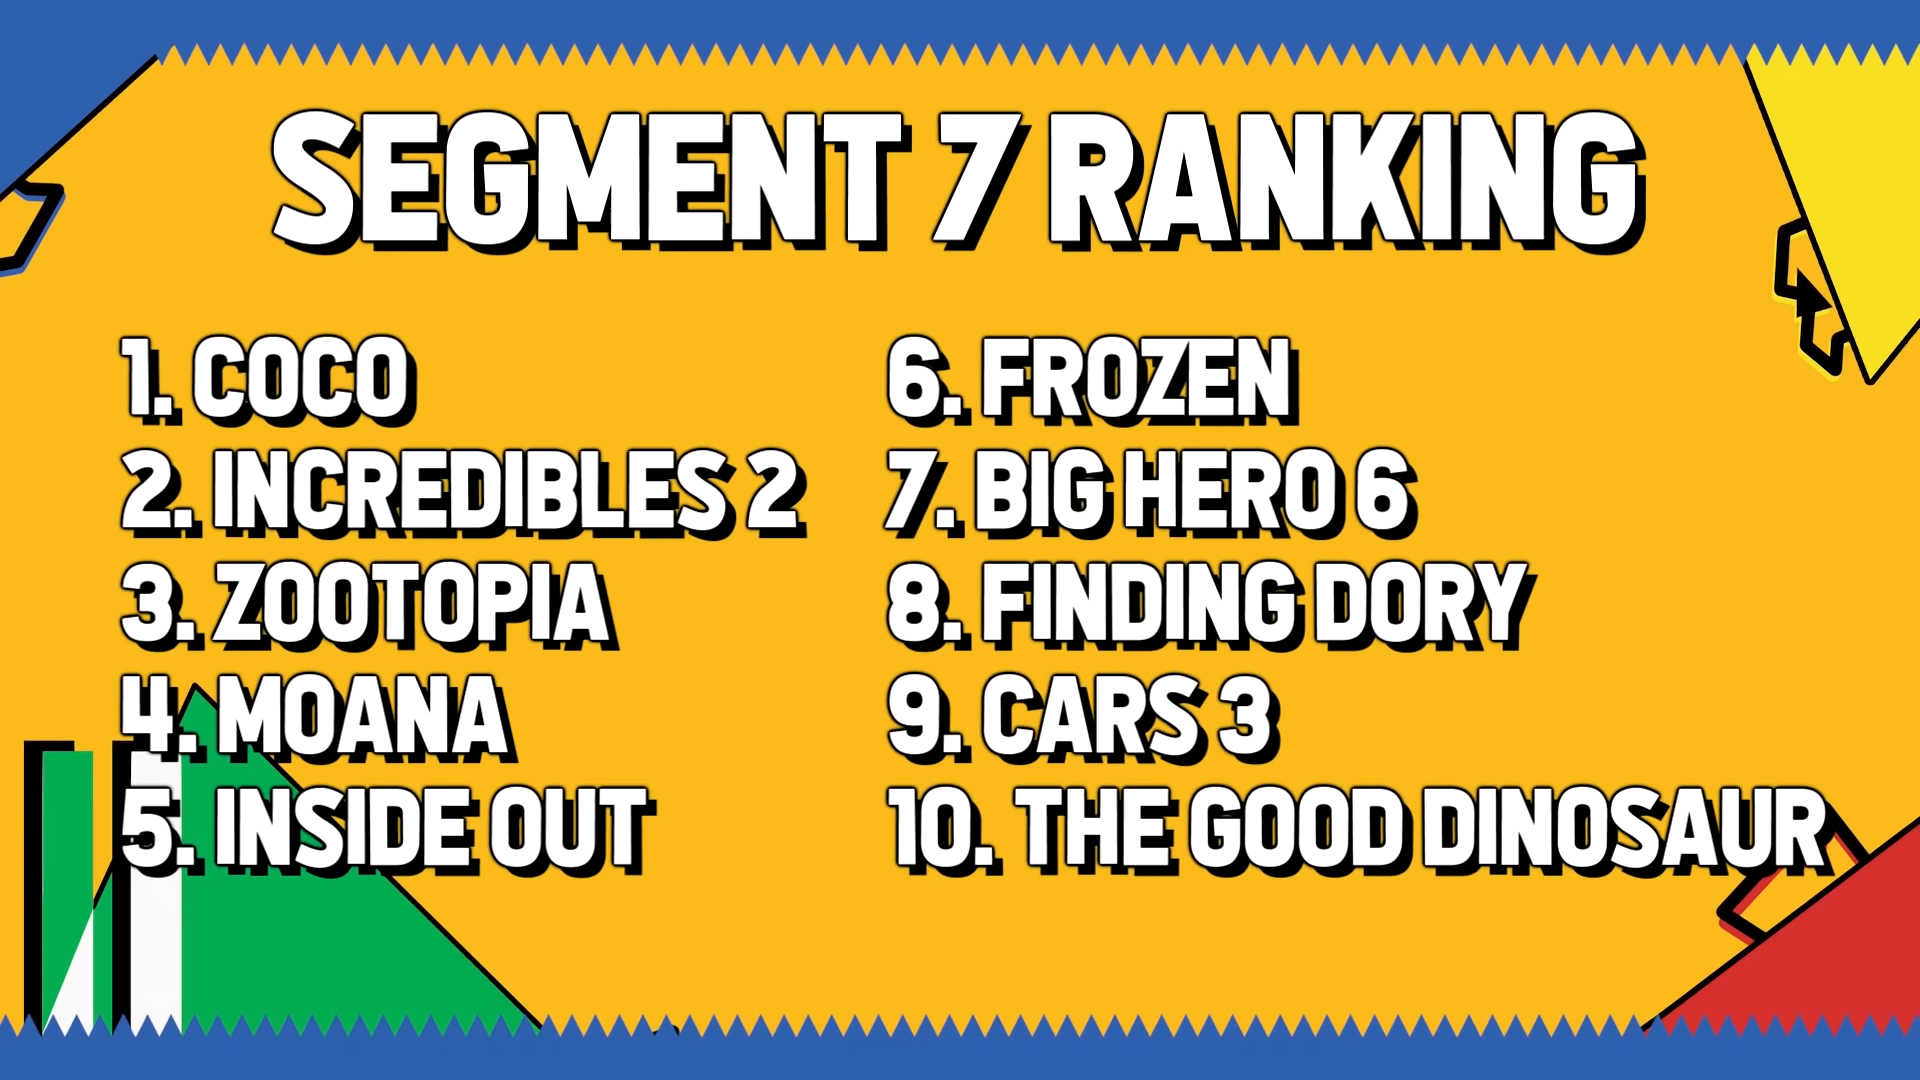 SEGMENT 7 RANKING
1. COCO
2. INCREDIBLES 2
3. ZOOTOPIA
4. MOANA
5. INSIDE OUT
6. FROZEN
7. BIG HERO 6
8. FINDING DORY
9. CARS 3
10. THE GOOD DINOSAUR